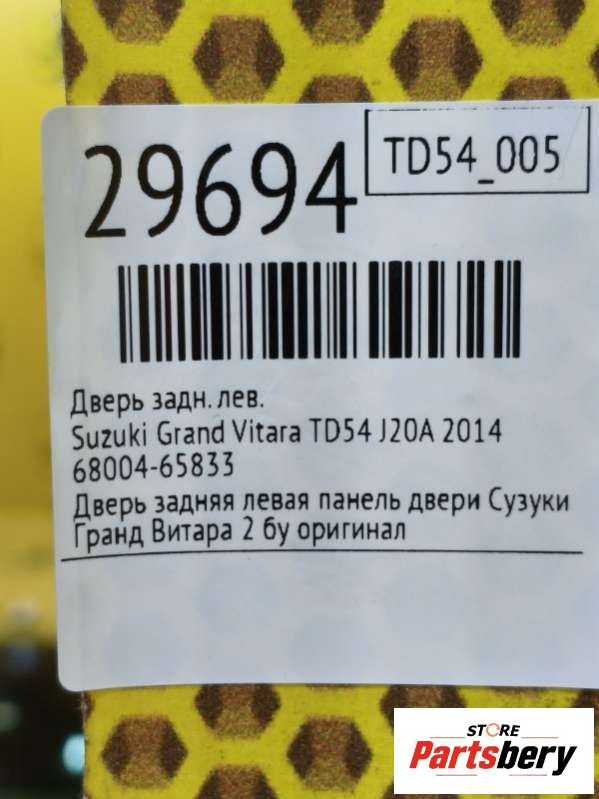 29694
TD54_005
Дверь задн. лев.
Suzuki Grand Vitara TD54 J20A 2014
68004-65833
Дверь задняя левая панель двери Сузуки
Гранд Витара 2 бу оригинал
STORE
Partsbery